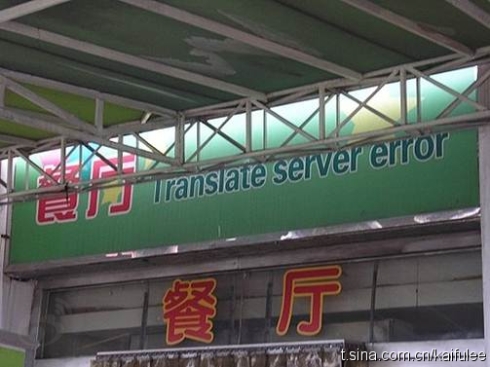 餐厅 Translate server error
餐厅
t.sina.com.cn/kaifulee